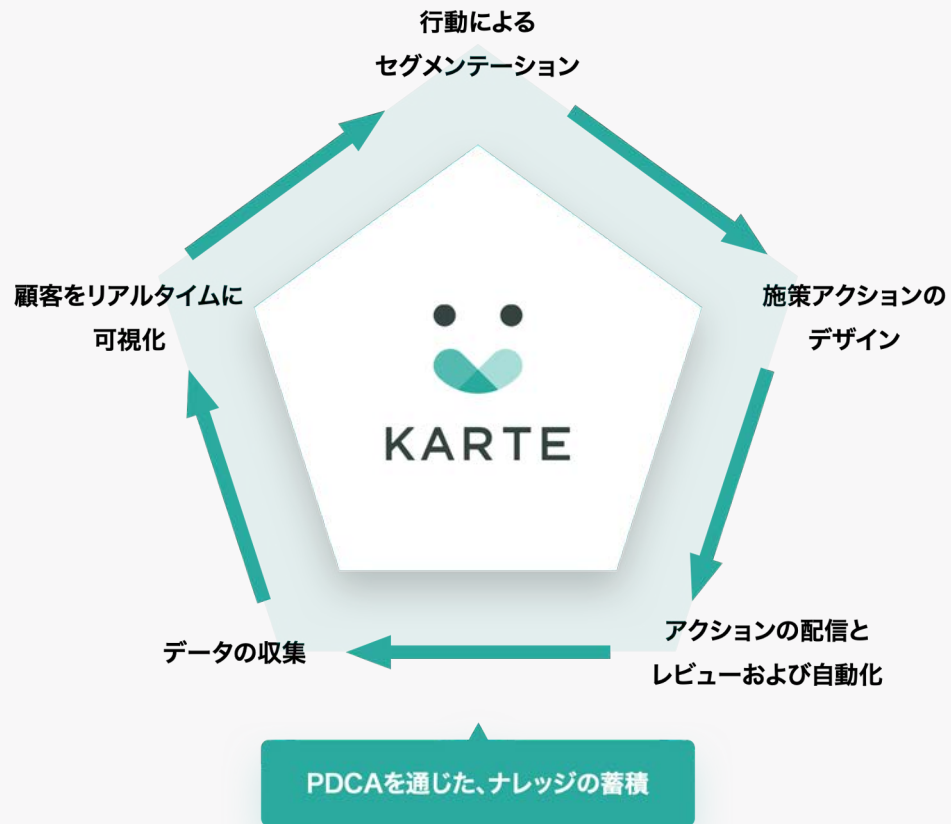 行動による
セグメンテーション
顧客をリアルタイムに
可視化
施策アクションの
デザイン
KARTE
データの収集
アクションの配信と
レビューおよび自動化
PDCAを通じた、ナレッジの蓄積